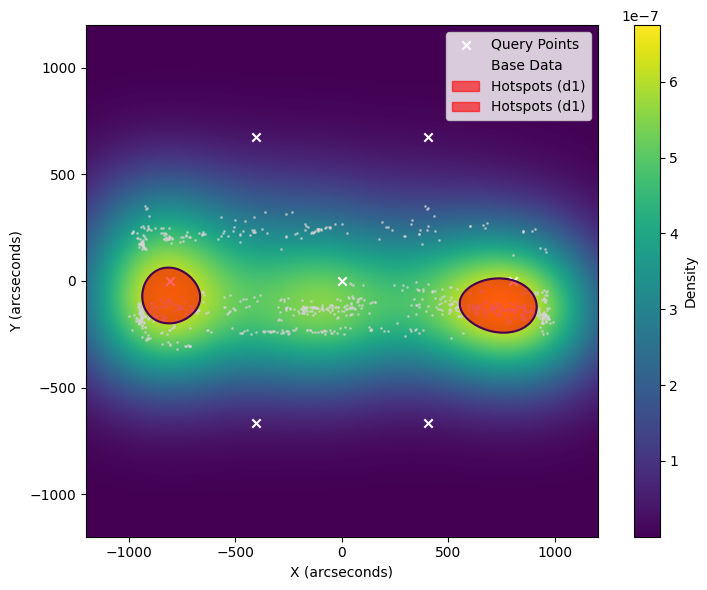 1e−7
Query Points
Base Data
Hotspots (d1)
Hotspots (d1)
1000
500
0
−500
−1000
Y (arcseconds)
−1000
−500
0
500
1000
X (arcseconds)
6
5
4
3
2
1
Density